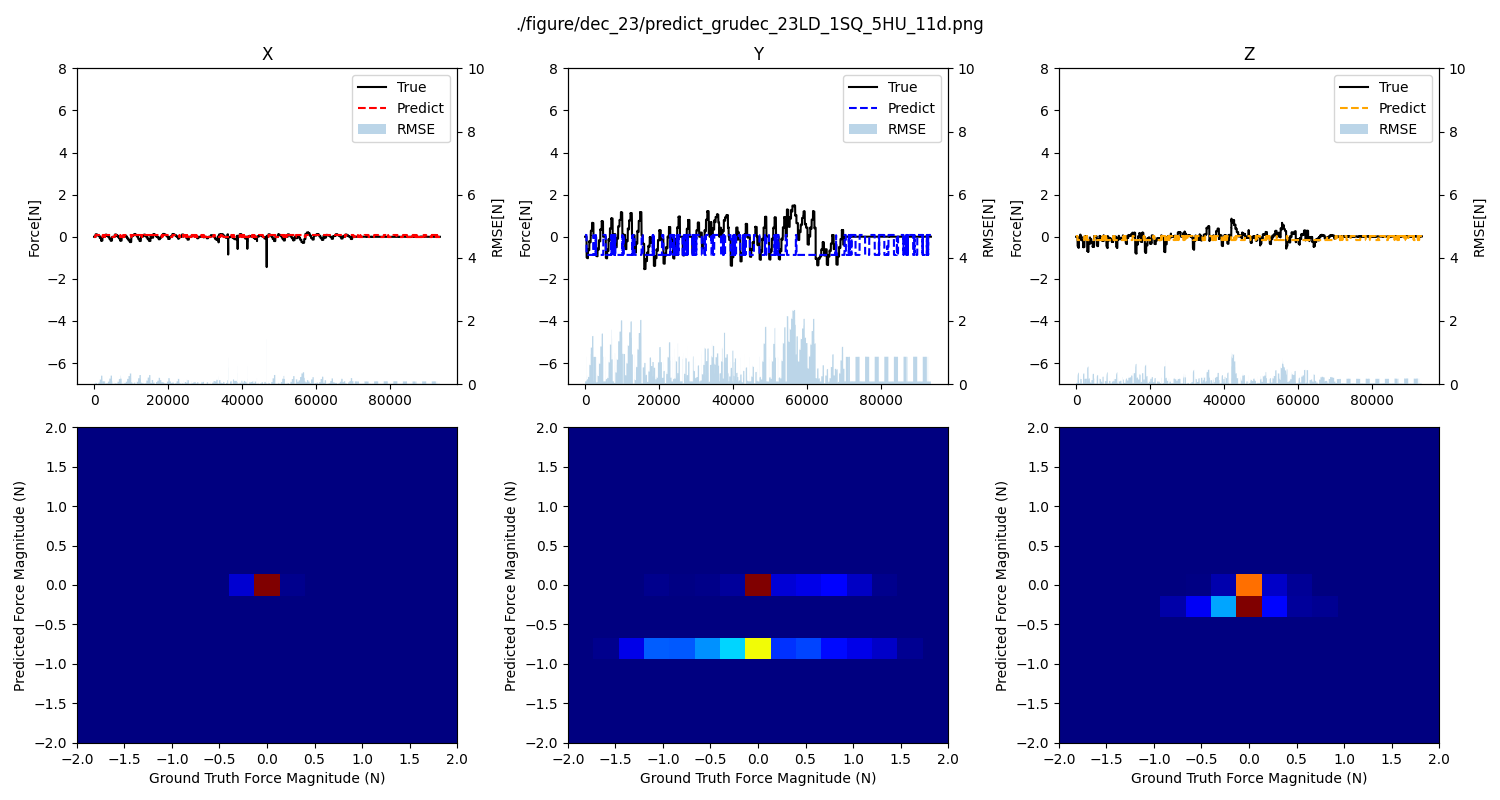 ./figure/dec_23/predict_grudec_23LD_1SQ_5HU_11d.png
X
Y
Z
8
6
4
2
0
−2
−4
−6
Force[N]
10
8
6
4
2
0
RMSE[N]
True
Predict
RMSE
0 20000 40000 60000 80000
8
6
4
2
0
−2
−4
−6
Force[N]
10
8
6
4
2
0
RMSE[N]
True
Predict
RMSE
0 20000 40000 60000 80000
8
6
4
2
0
−2
−4
−6
Force[N]
10
8
6
4
2
0
RMSE[N]
True
Predict
RMSE
0 20000 40000 60000 80000
2.0
1.5
1.0
0.5
0.0
−0.5
−1.0
−1.5
−2.0
Predicted Force Magnitude (N)
−2.0 −1.5 −1.0 −0.5 0.0 0.5 1.0 1.5 2.0
Ground Truth Force Magnitude (N)
2.0
1.5
1.0
0.5
0.0
−0.5
−1.0
−1.5
−2.0
Predicted Force Magnitude (N)
−2.0 −1.5 −1.0 −0.5 0.0 0.5 1.0 1.5 2.0
Ground Truth Force Magnitude (N)
2.0
1.5
1.0
0.5
0.0
−0.5
−1.0
−1.5
−2.0
Predicted Force Magnitude (N)
−2.0 −1.5 −1.0 −0.5 0.0 0.5 1.0 1.5 2.0
Ground Truth Force Magnitude (N)